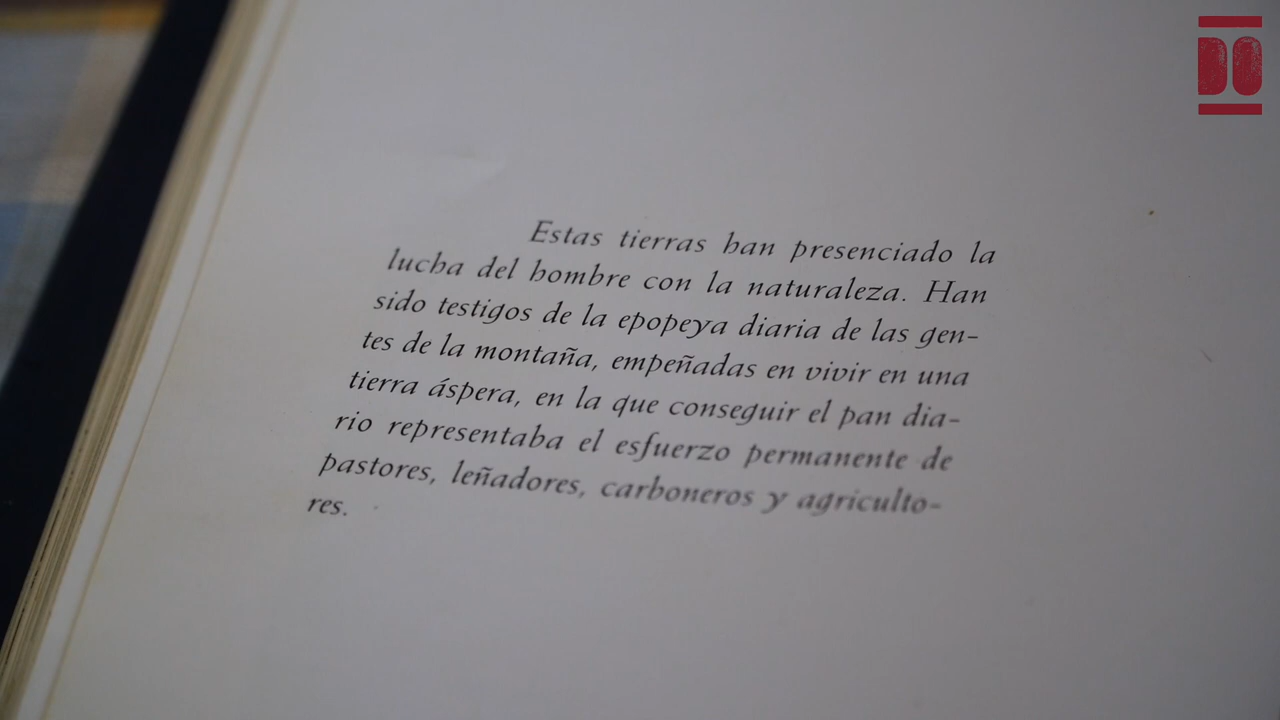 DO
Estas tierras han presenciado la
lucha del hombre con la naturaleza. Han
sido testigos de la epopeya diaria de las gen-
tes de la montaña, empeñadas en vivir en una
tierra áspera, en la que conseguir el pan dia-
rio representaba el esfuerzo permanente de
pastores, leñadores, carboneros y agriculto-
res.